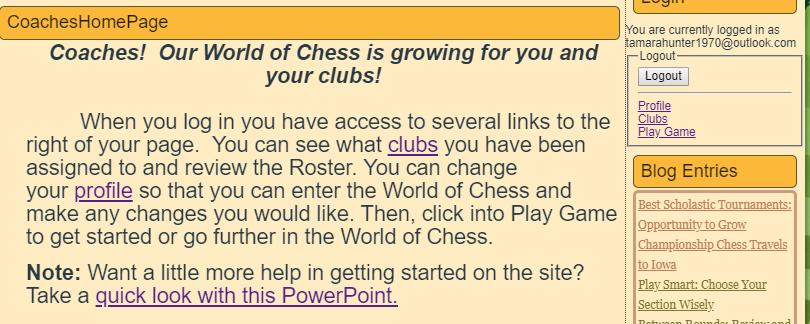 CoachesHomePage
Coaches!  Our World of Chess is growing for you and
your clubs!
When you log in you have access to several links to the
right of your page.  You can see what clubs you have been
assigned to and review the Roster. You can change
your profile so that you can enter the World of Chess and
make any changes you would like. Then, click into Play Game
to get started or go further in the World of Chess.
Note: Want a little more help in getting started on the site?
Take a quick look with this PowerPoint.
Login
You are currently logged in as
tamarahunter1970@outlook.com
Logout
Logout
Profile
Clubs
Play Game
Blog Entries
Best Scholastic Tournaments:
Opportunity to Grow
Championship Chess Travels
to Iowa
Play Smart: Choose Your
Section Wisely
Between Rounds: Review and